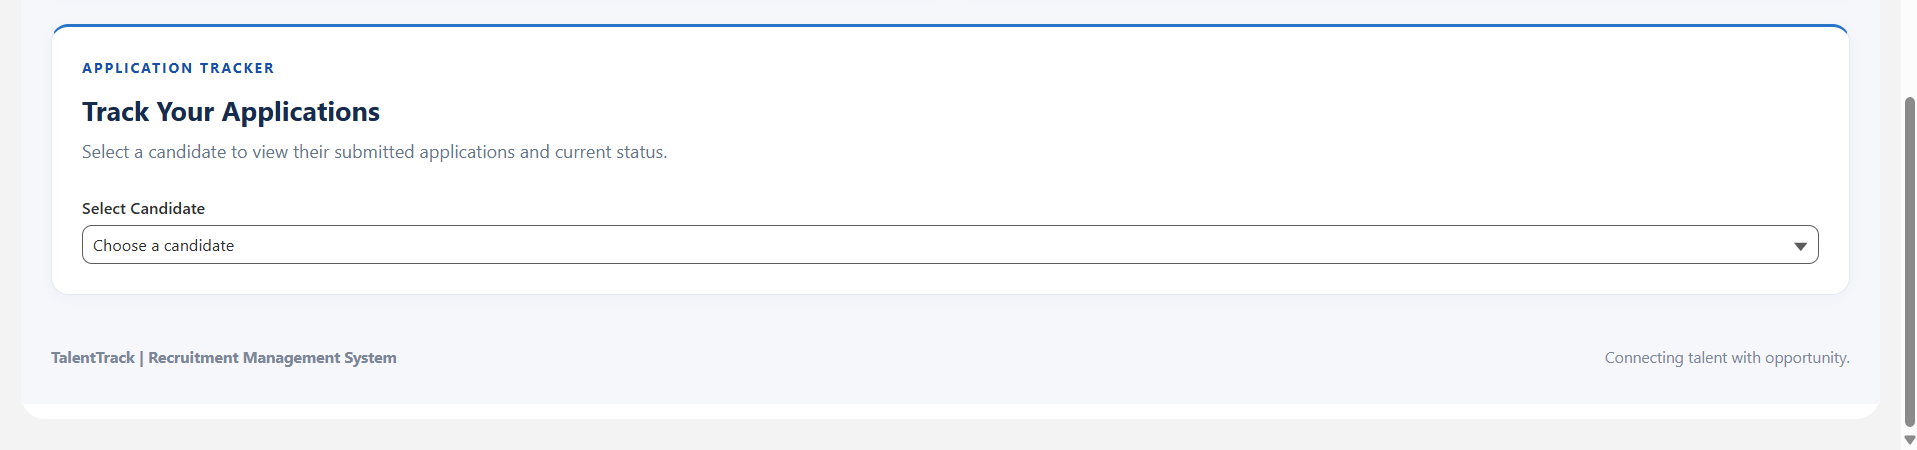 APPLICATION TRACKER
Track Your Applications
Select a candidate to view their submitted applications and current status.
Select Candidate
Choose a candidate
TalentTrack | Recruitment Management System
Connecting talent with opportunity.